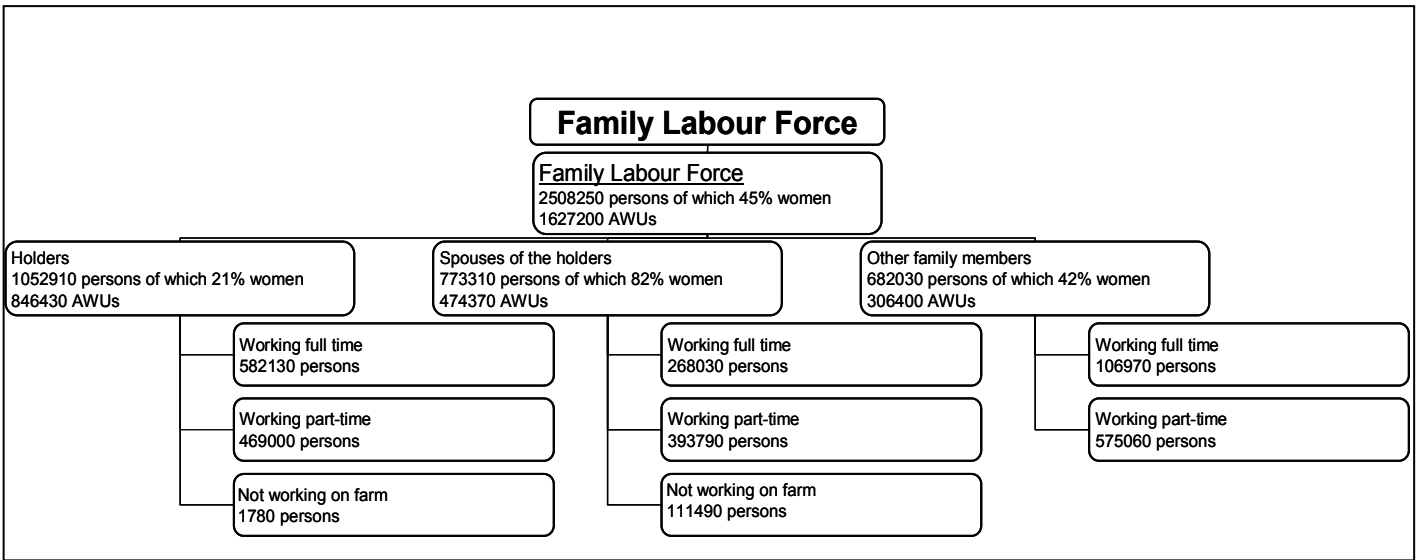 Family Labour Force
Family Labour Force
2508250 persons of which 45% women
1627200 AWUs
Holders
1052910 persons of which 21% women
846430 AWUs
Spouses of the holders
773310 persons of which 82% women
474370 AWUs
Other family members
682030 persons of which 42% women
306400 AWUs
Working full time
582130 persons
Working full time
268030 persons
Working full time
106970 persons
Working part-time
469000 persons
Working part-time
393790 persons
Working part-time
575060 persons
Not working on farm
1780 persons
Not working on farm
111490 persons